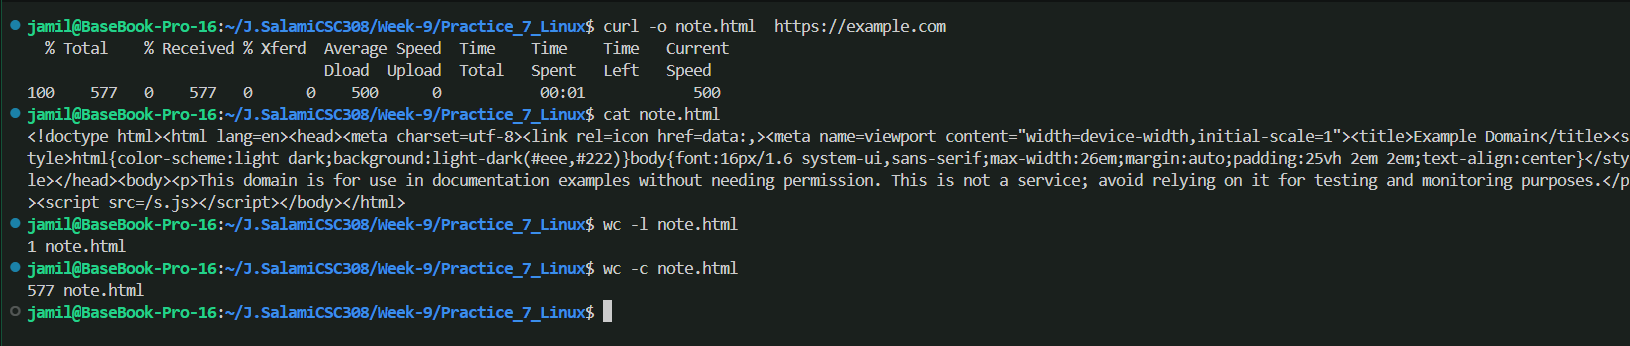 jamil@BaseBook-Pro-16:~/J.SalamiCSC308/Week-9/Practice_7_Linux$ curl -o note.html  https://example.com
  % Total    % Received % Xferd  Average Speed  Time    Time    Time   Current
                                 Dload  Upload  Total   Spent   Left   Speed
100    577   0    577   0      0    500      0           00:01            500
jamil@BaseBook-Pro-16:~/J.SalamiCSC308/Week-9/Practice_7_Linux$ cat note.html
<!doctype html><html lang=en><head><meta charset=utf-8><link rel=icon href=data:,><meta name=viewport content="width=device-width,initial-scale=1"><title>Example Domain</title><s
tyle>html{color-scheme:light dark;background:light-dark(#eee,#222)}body{font:16px/1.6 system-ui,sans-serif;max-width:26em;margin:auto;padding:25vh 2em 2em;text-align:center}</sty
le></head><body><p>This domain is for use in documentation examples without needing permission. This is not a service; avoid relying on it for testing and monitoring purposes.</p
><script src=/s.js></script></body></html>
jamil@BaseBook-Pro-16:~/J.SalamiCSC308/Week-9/Practice_7_Linux$ wc -l note.html
1 note.html
jamil@BaseBook-Pro-16:~/J.SalamiCSC308/Week-9/Practice_7_Linux$ wc -c note.html
577 note.html
jamil@BaseBook-Pro-16:~/J.SalamiCSC308/Week-9/Practice_7_Linux$